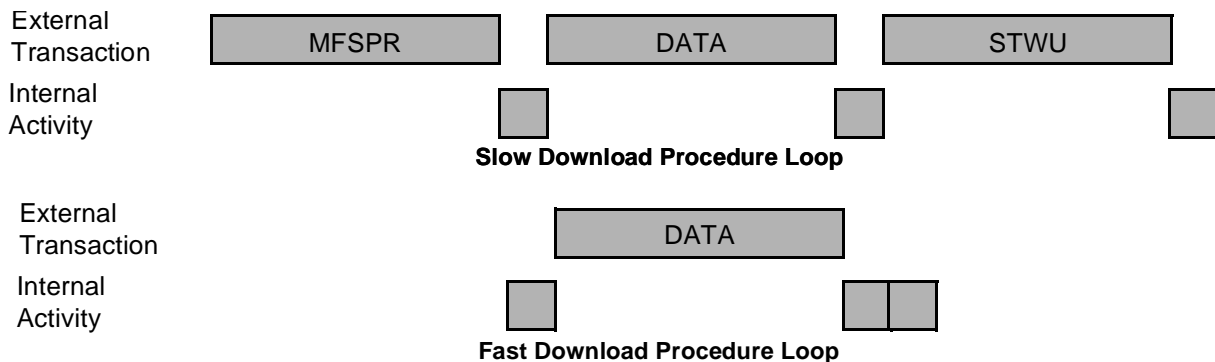 External
Transaction
MFSPR
DATA
STWU
Internal
Activity
Slow Download Procedure Loop
External
Transaction
DATA
Internal
Activity
Fast Download Procedure Loop